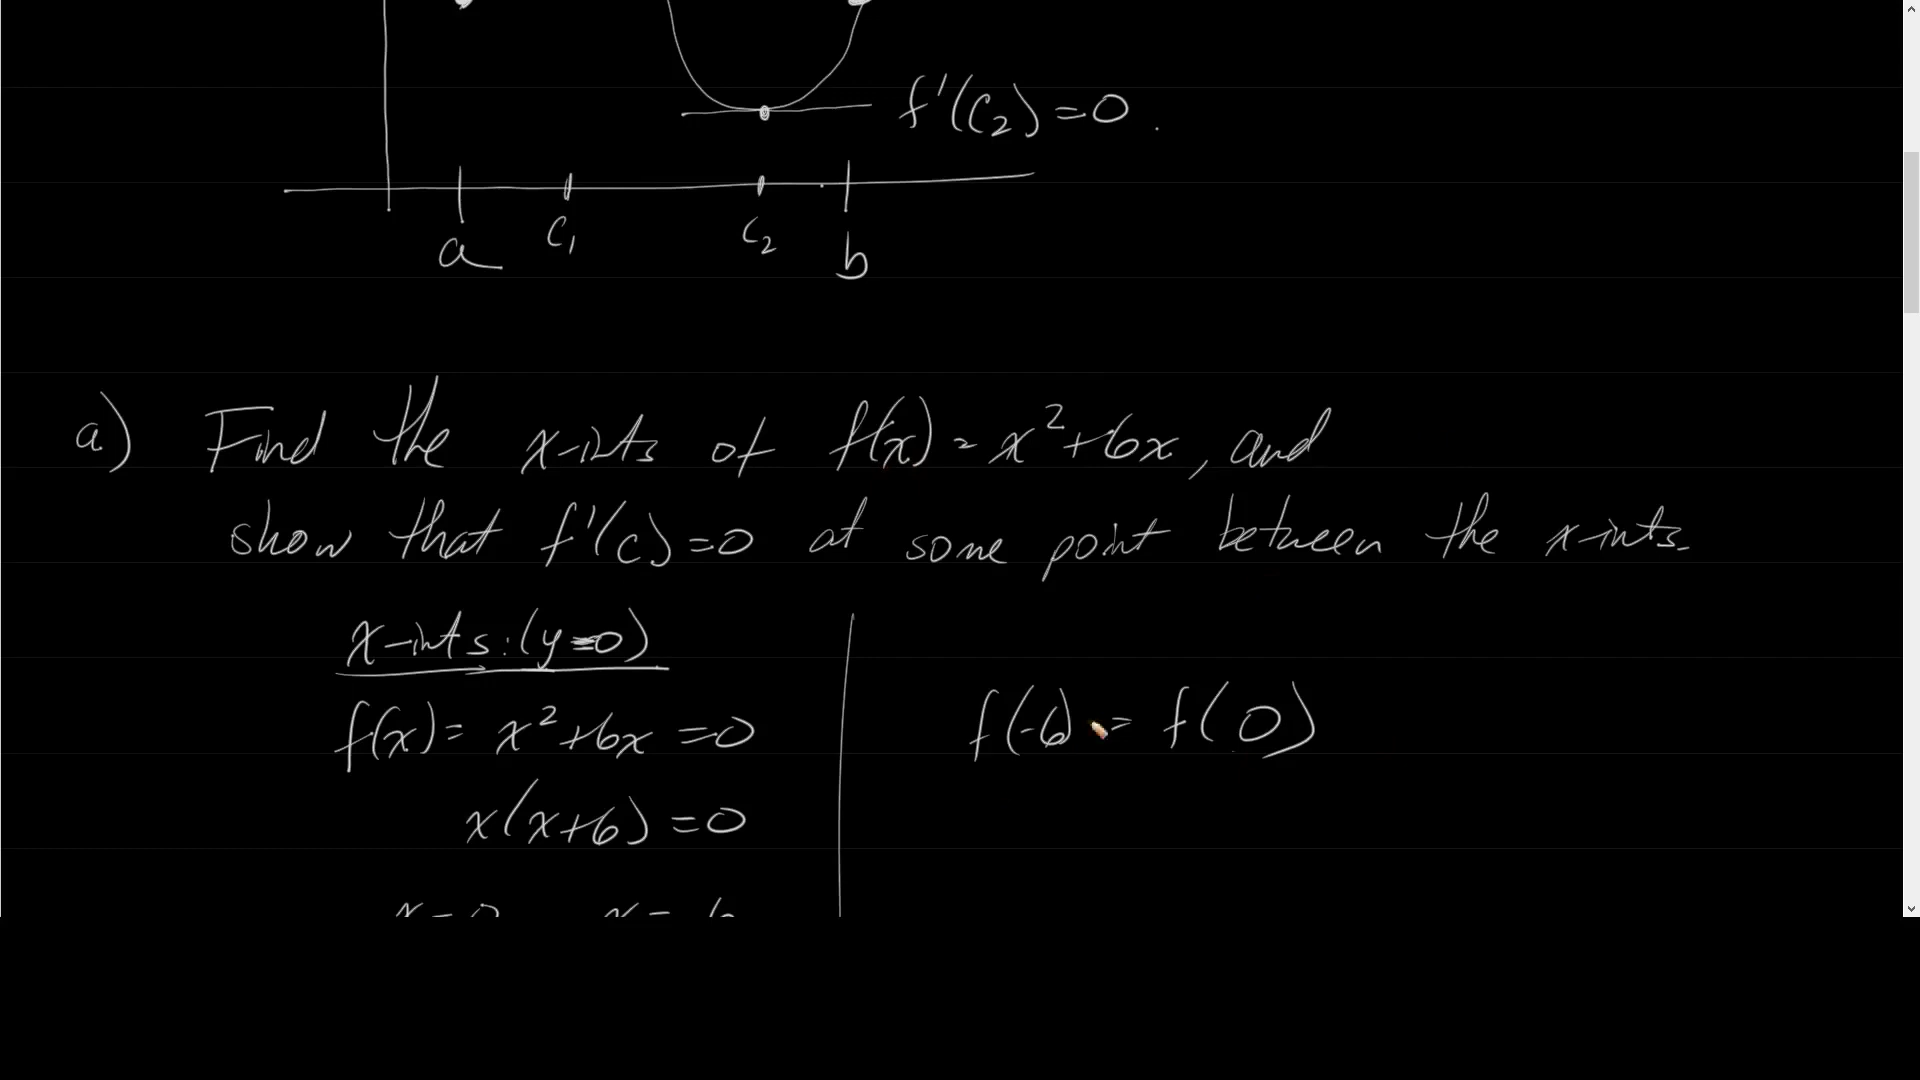 f'(c₂)=0.
a c₁ c₂ b
a) Find the x-ints of f(x) = x²+6x, and
show that f'(c)=0 at some point between the x-ints.
x-ints: (y=0)
f(x) = x²+6x =0
f(-6) = f(0)
x(x+6) =0